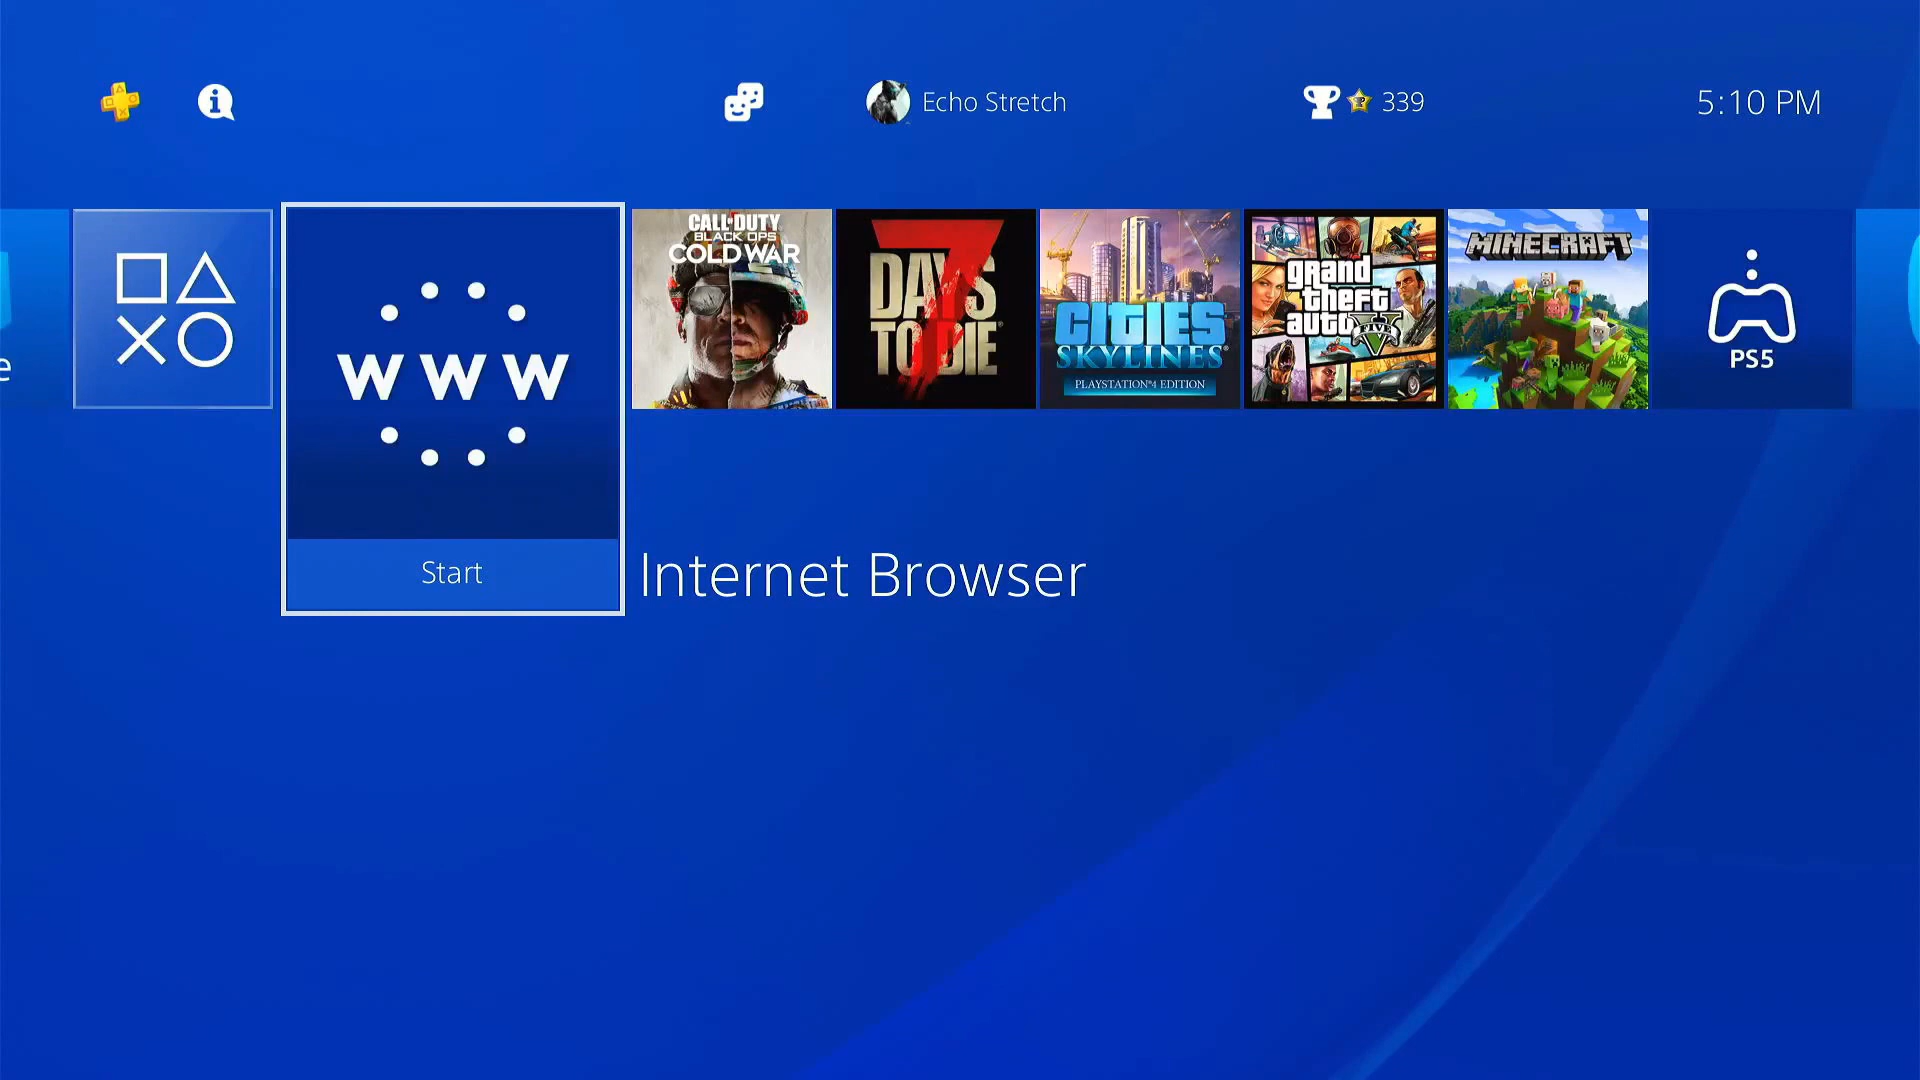 Echo Stretch
339
5:10 PM
e
WWW
CALL OF DUTY
BLACK OPS
COLD WAR
7
DAYS
TO DIE
CITIES
SKYLINES
PLAYSTATION®4 EDITION
grand
theft
auto
FIVE
MINECRAFT
PS5
Start
Internet Browser